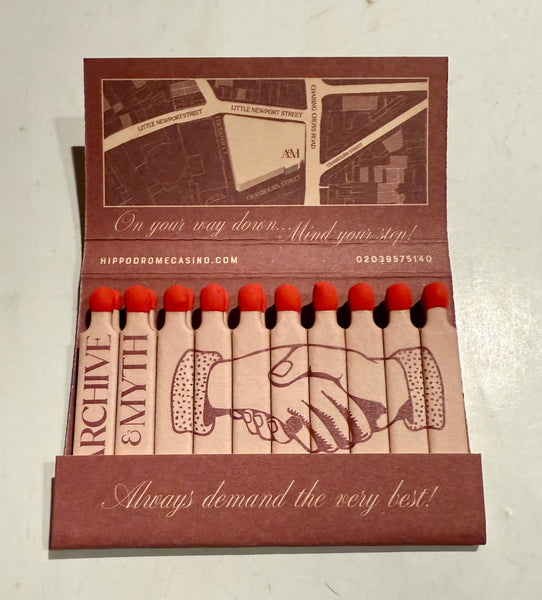 LITTLE NEWPORT STREET
LITTLE NEWPORT STREET
CHARING CROSS ROAD
CRANBOURN STREET
A&M
CRANBOURN STREET
On your way down... Mind your step!
HIPPODROMECASINO.COM
02039575140
ARCHIVE
& MYTH
Always demand the very best!